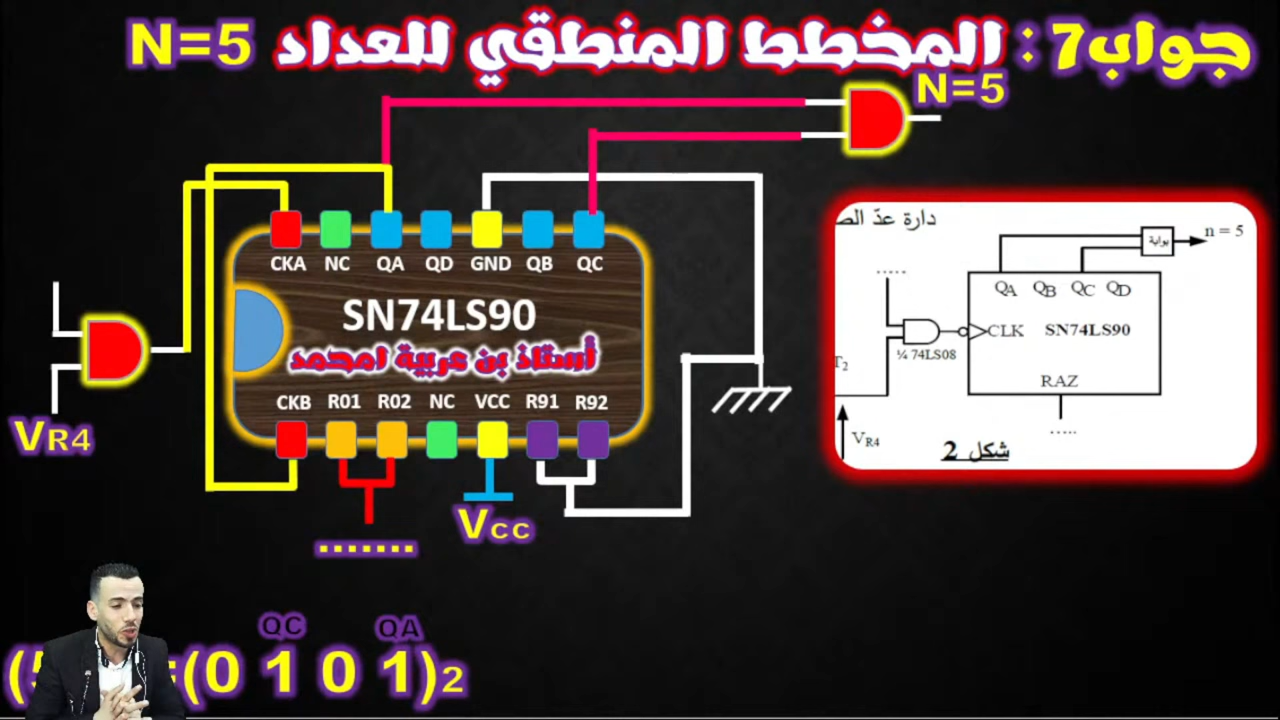 جواب7 : المخطط المنطقي للعداد N=5
N=5
CKA NC QA QD GND QB QC
SN74LS90
أستاذ بن عربية امحمد
CKB R01 R02 NC VCC R91 R92
VR4
Vcc
.......
QC QA
=(0 1 0 1)2
دارة عدّ
n = 5
بوابة
.....
QA QB QC QD
CLK SN74LS90
¼ 74LS08
T2
RAZ
VR4
.....
شكل 2